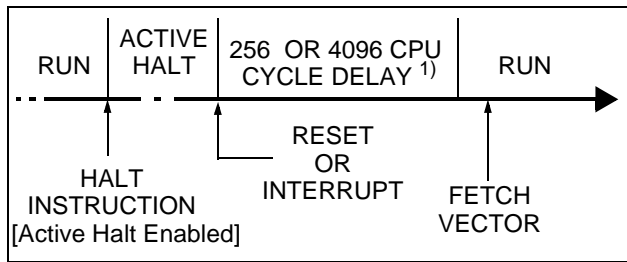 RUN
ACTIVE
HALT
256 OR 4096 CPU
CYCLE DELAY 1)
RUN
HALT
INSTRUCTION
[Active Halt Enabled]
RESET
OR
INTERRUPT
FETCH
VECTOR